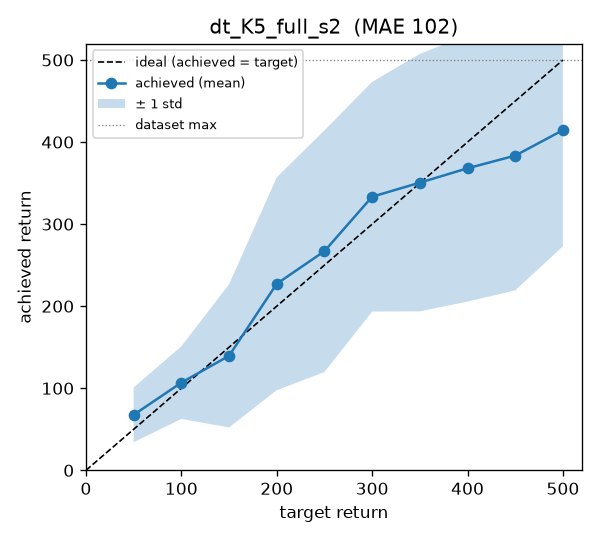 dt_K5_full_s2  (MAE 102)
ideal (achieved = target)
achieved (mean)
± 1 std
dataset max
500
400
300
200
100
0
achieved return
0 100 200 300 400 500
target return